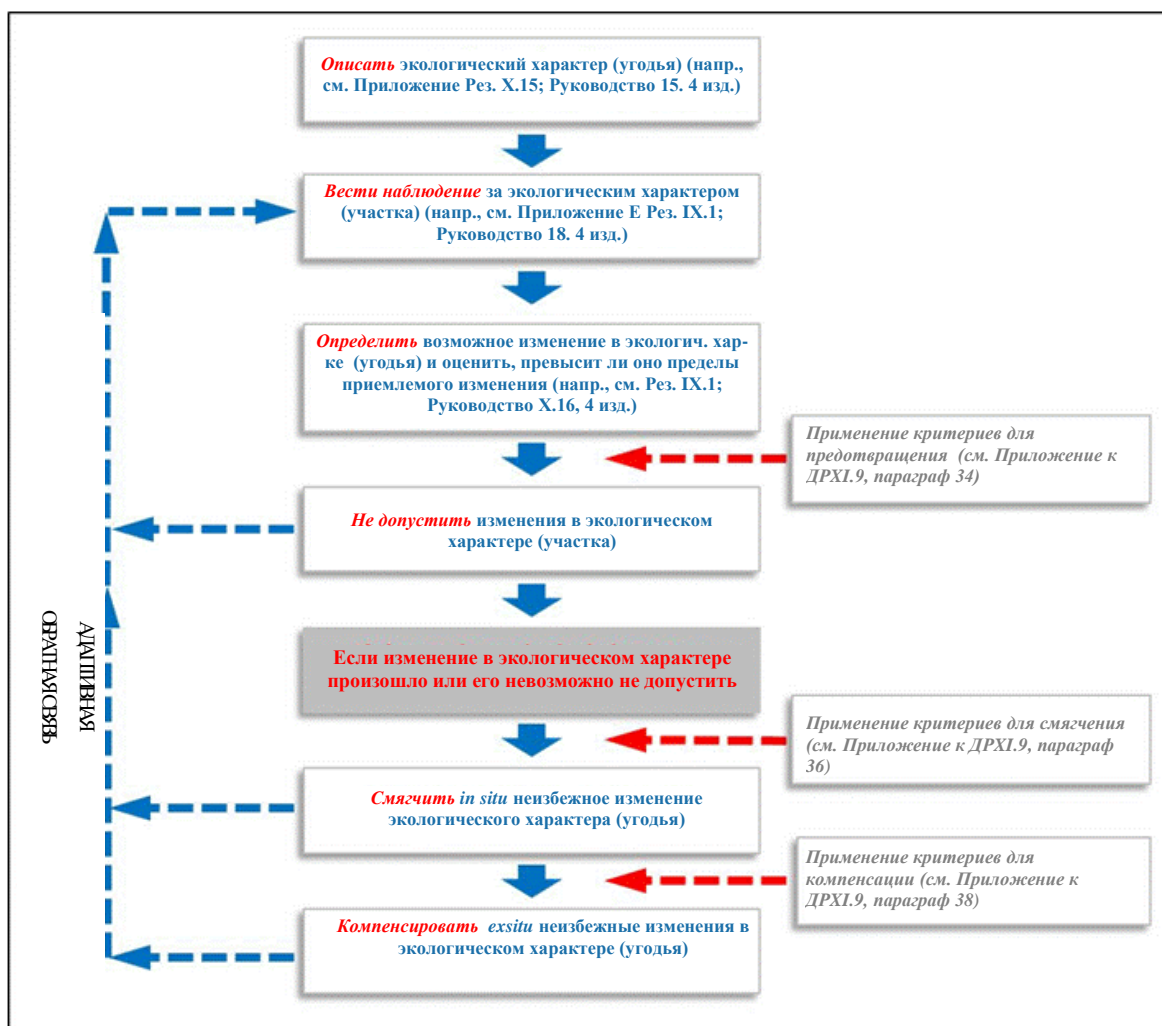 Описать экологический характер (угодья) (напр.,
см. Приложение Рез. X.15; Руководство 15. 4 изд.)
Вести наблюдение за экологическим характером
(участка) (напр., см. Приложение Е Рез. IX.1;
Руководство 18. 4 изд.)
Определить возможное изменение в экологич. хар-
ке (угодья) и оценить, превысит ли оно пределы
приемлемого изменения (напр., см. Рез. IX.1;
Руководство X.16, 4 изд.)
Применение критериев для
предотвращения (см. Приложение к
ДРXI.9, параграф 34)
Не допустить изменения в экологическом
характере (участка)
АДАПТИВНАЯ
ОБРАТНАЯ СВЯЗЬ
Если изменение в экологическом характере
произошло или его невозможно не допустить
Применение критериев для смягчения
(см. Приложение к ДРXI.9, параграф
36)
Смягчить in situ неизбежное изменение
экологического характера (угодья)
Применение критериев для
компенсации (см. Приложение к
ДРXI.9, параграф 38)
Компенсировать exsitu неизбежные изменения в
экологическом характере (угодья)